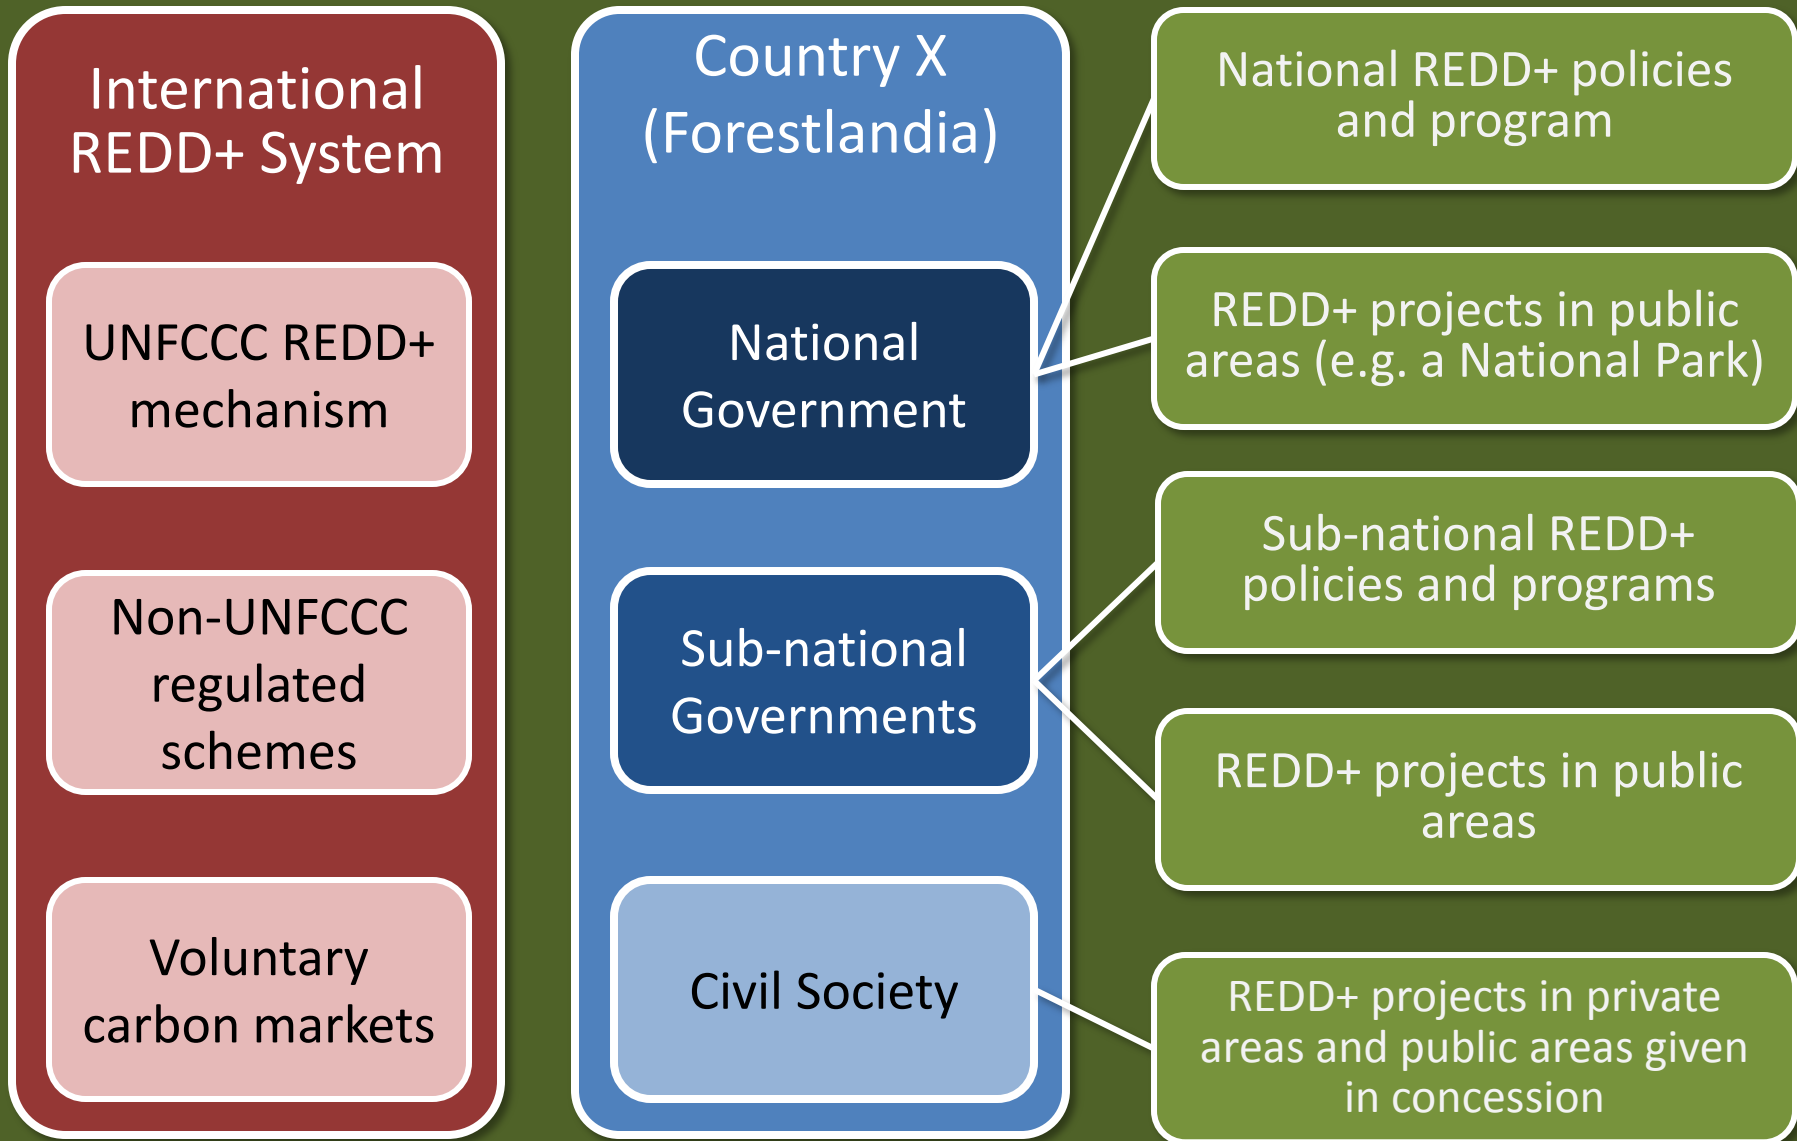 International
REDD+ System
UNFCCC REDD+
mechanism
Non-UNFCCC
regulated
schemes
Voluntary
carbon markets
Country X
(Forestlandia)
National
Government
Sub-national
Governments
Civil Society
National REDD+ policies
and program
REDD+ projects in public
areas (e.g. a National Park)
Sub-national REDD+
policies and programs
REDD+ projects in public
areas
REDD+ projects in private
areas and public areas given
in concession